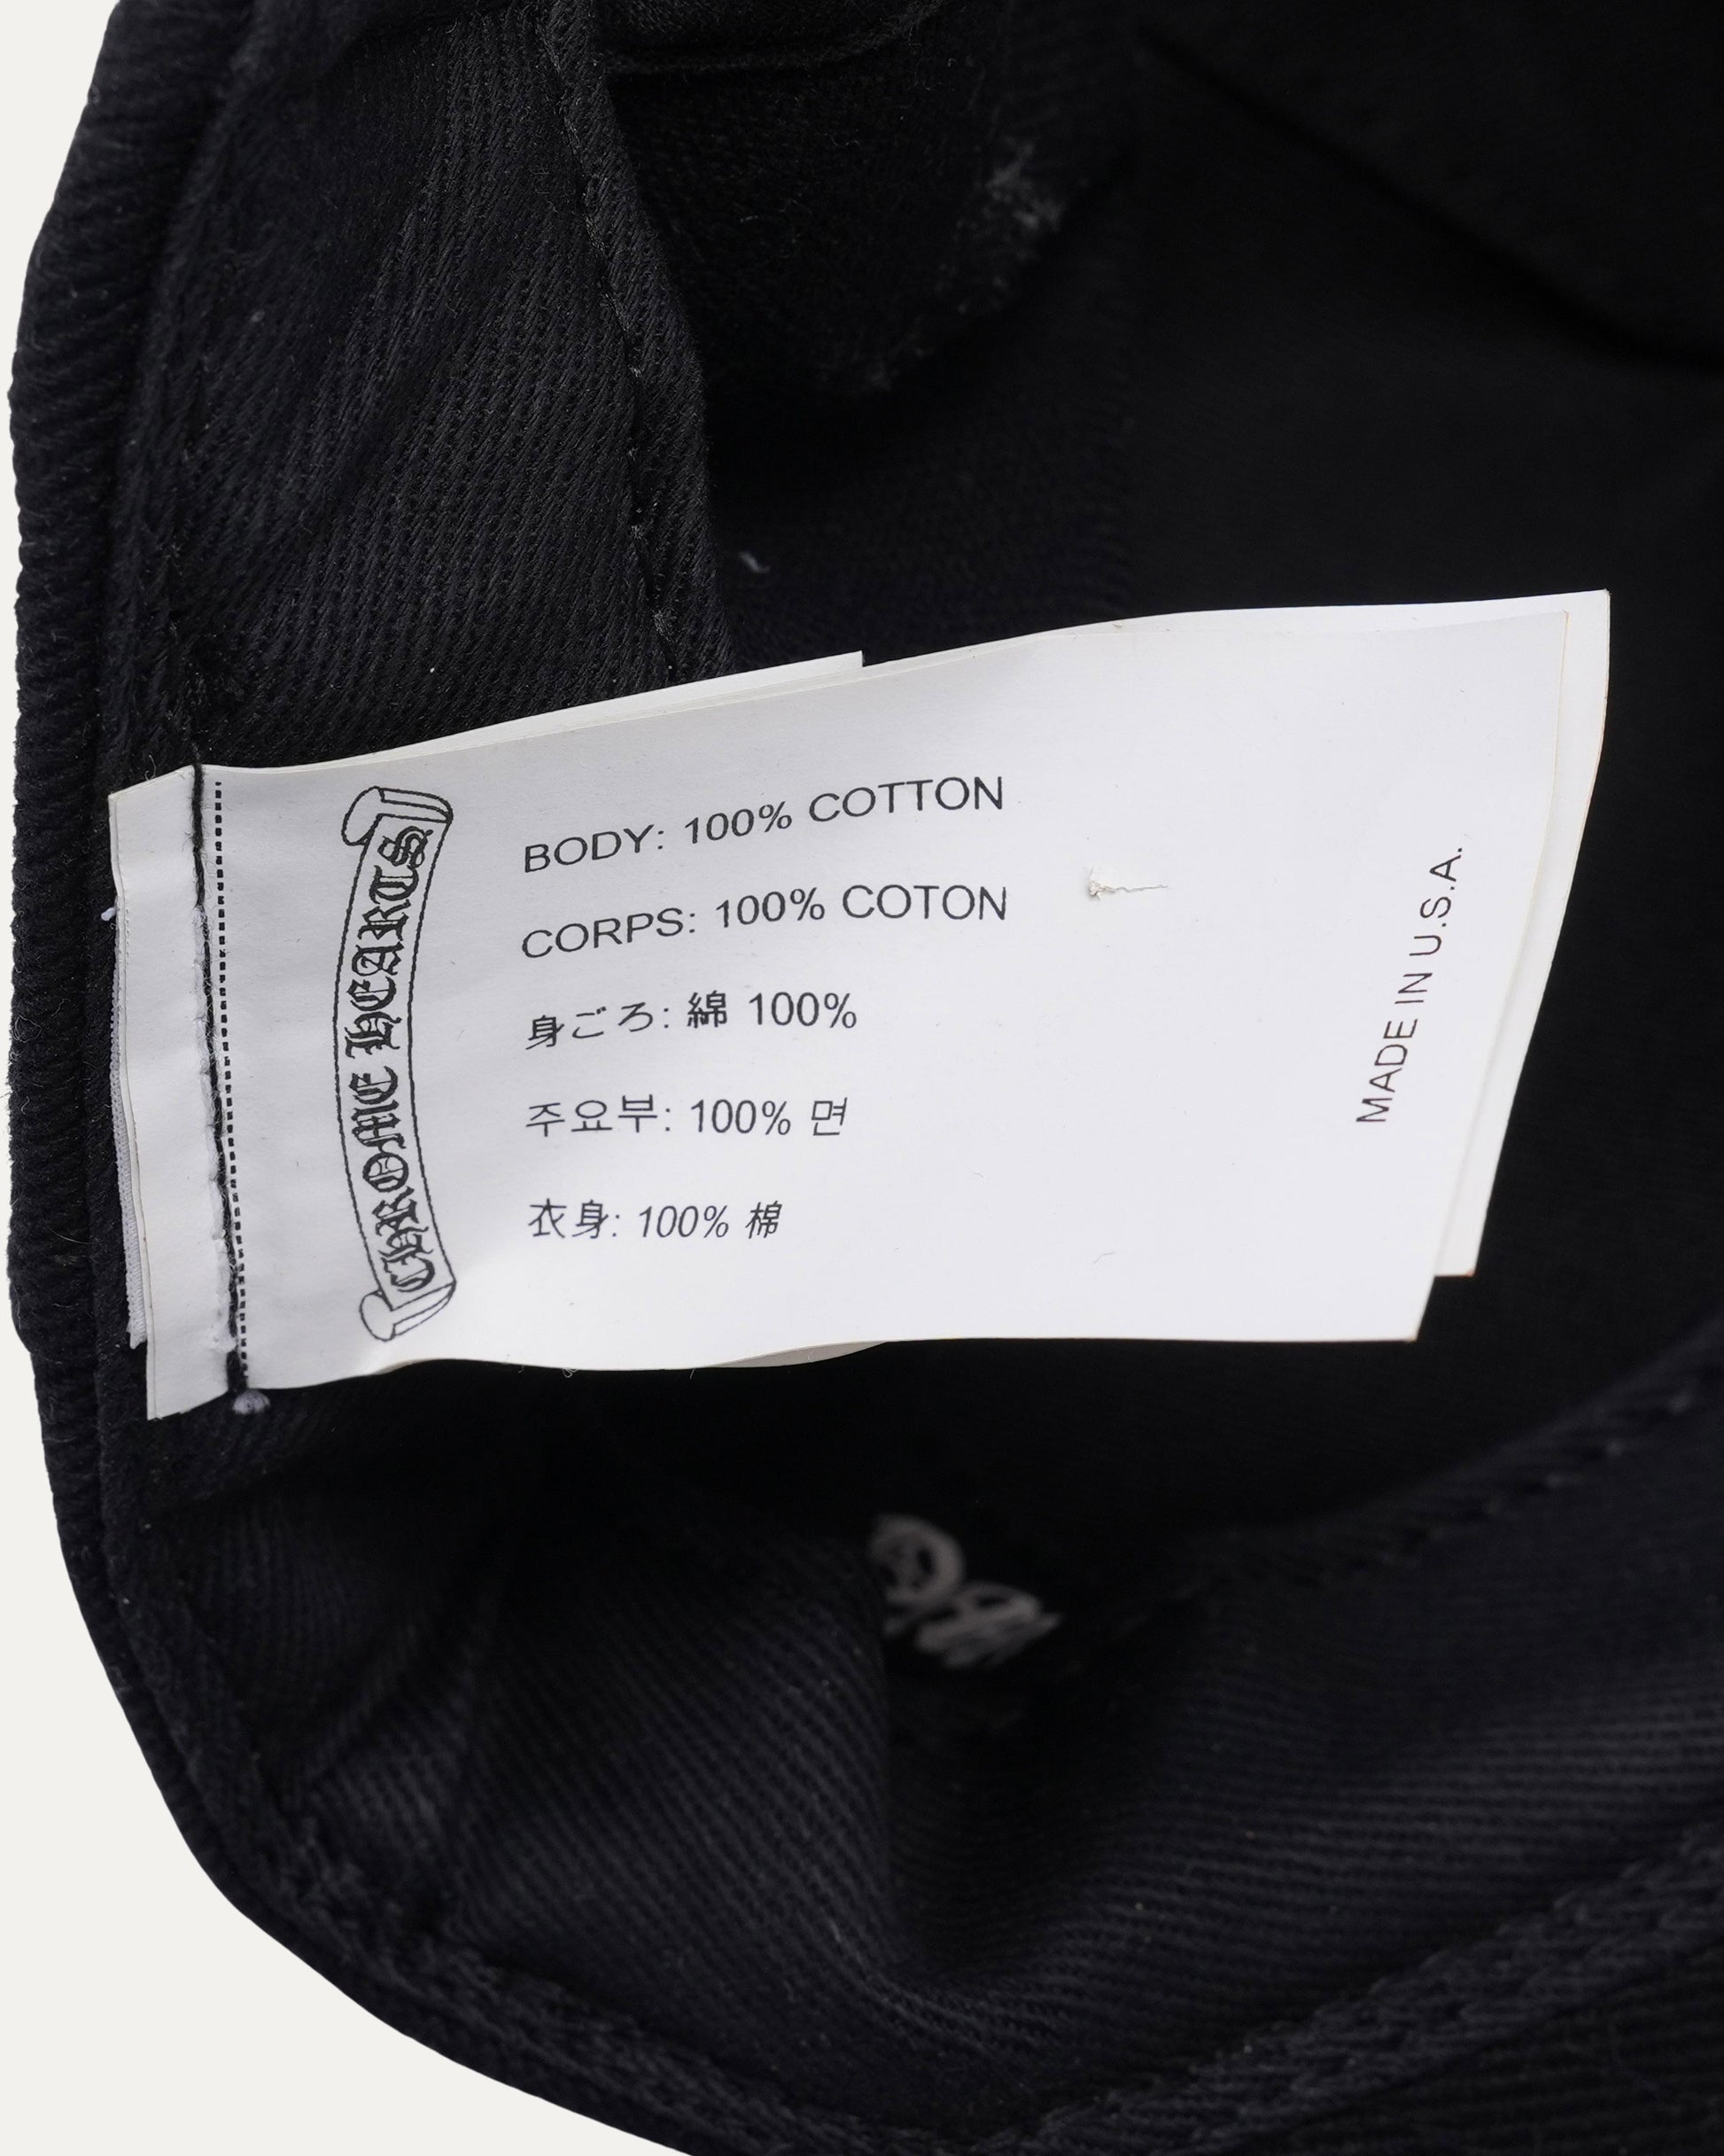 CHROME HEARTS
BODY: 100% COTTON
CORPS: 100% COTON
身ごろ: 綿 100%
주요부: 100% 면
衣身: 100% 棉
MADE IN U.S.A.